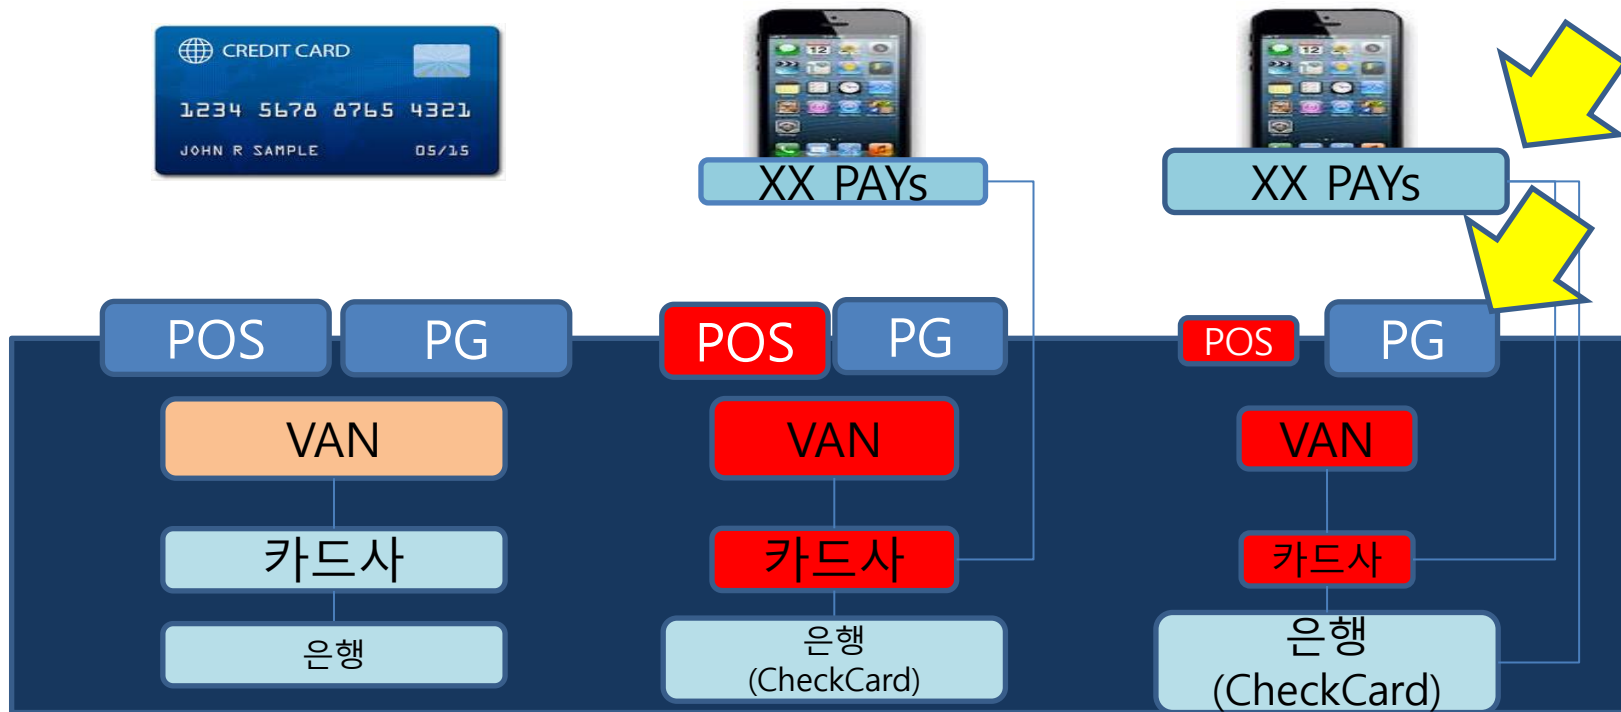 CREDIT CARD
1234 5678 8765 4321
JOHN R SAMPLE 05/15
XX PAYs
XX PAYs
POS
PG
VAN
카드사
은행
POS
PG
VAN
카드사
은행
(CheckCard)
POS
PG
VAN
카드사
은행
(CheckCard)